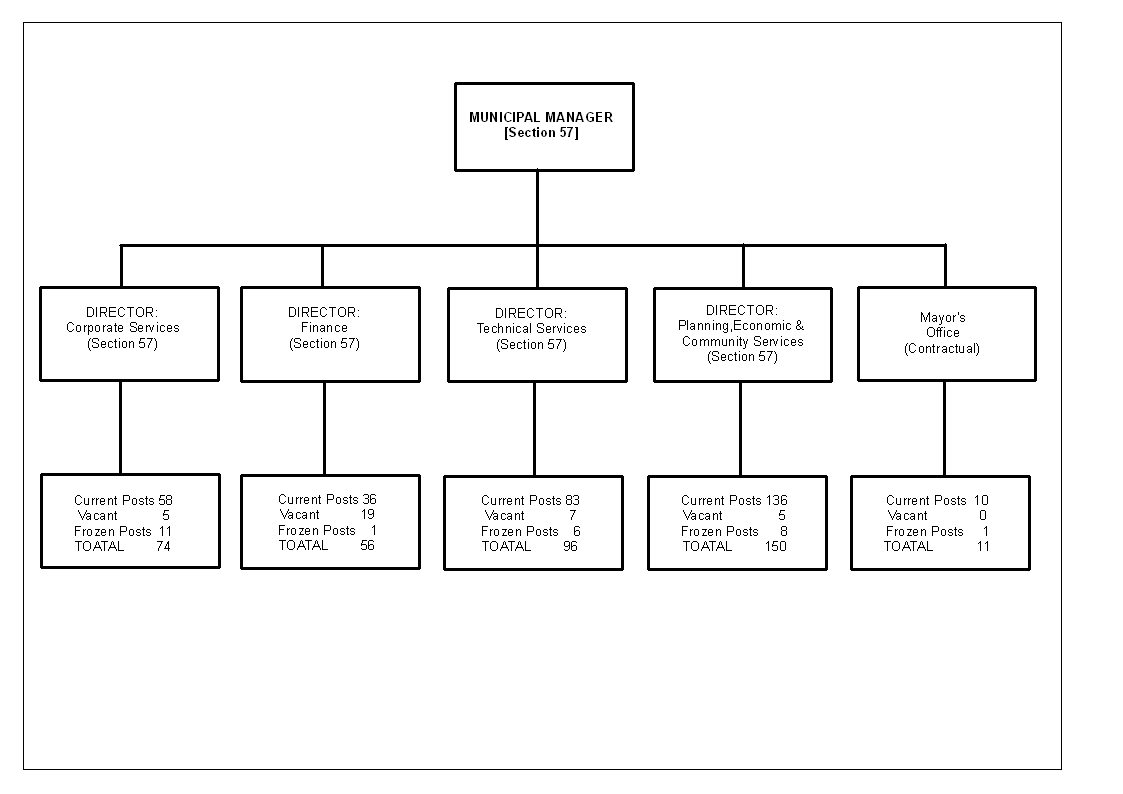 MUNICIPAL MANAGER
[Section 57]
DIRECTOR:
Corporate Services
(Section 57)
DIRECTOR:
Finance
(Section 57)
DIRECTOR:
Technical Services
(Section 57)
DIRECTOR:
Planning,Economic &
Community Services
(Section 57)
Mayor's
Office
(Contractual)
Current Posts 58
Vacant 5
Frozen Posts 11
TOATAL 74
Current Posts 36
Vacant 19
Frozen Posts 1
TOATAL 56
Current Posts 83
Vacant 7
Frozen Posts 6
TOATAL 96
Current Posts 136
Vacant 5
Frozen Posts 8
TOATAL 150
Current Posts 10
Vacant 0
Frozen Posts 1
TOATAL 11